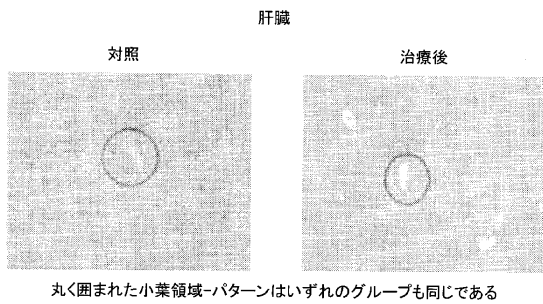 肝臓
対照
治療後
丸く囲まれた小葉領域-パターンはいずれのグループも同じである